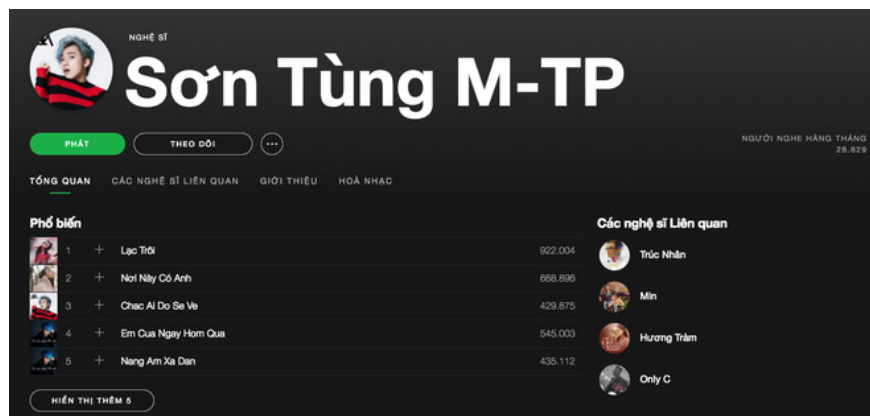 NGHỆ SĨ
Sơn Tùng M-TP
PHÁT
THEO DÕI
NGƯỜI NGHE HÀNG THÁNG
28.829
TỔNG QUAN CÁC NGHỆ SĨ LIÊN QUAN GIỚI THIỆU HOÀ NHẠC
Phổ biến
1 Lạc Trôi 922.004
2 Nơi Này Có Anh 668.896
3 Chac Ai Do Se Ve 429.875
4 Em Cua Ngay Hom Qua 545.003
5 Nang Am Xa Dan 435.112
HIỂN THỊ THÊM 5
Các nghệ sĩ Liên quan
Trúc Nhân
Min
Hương Tràm
Only C